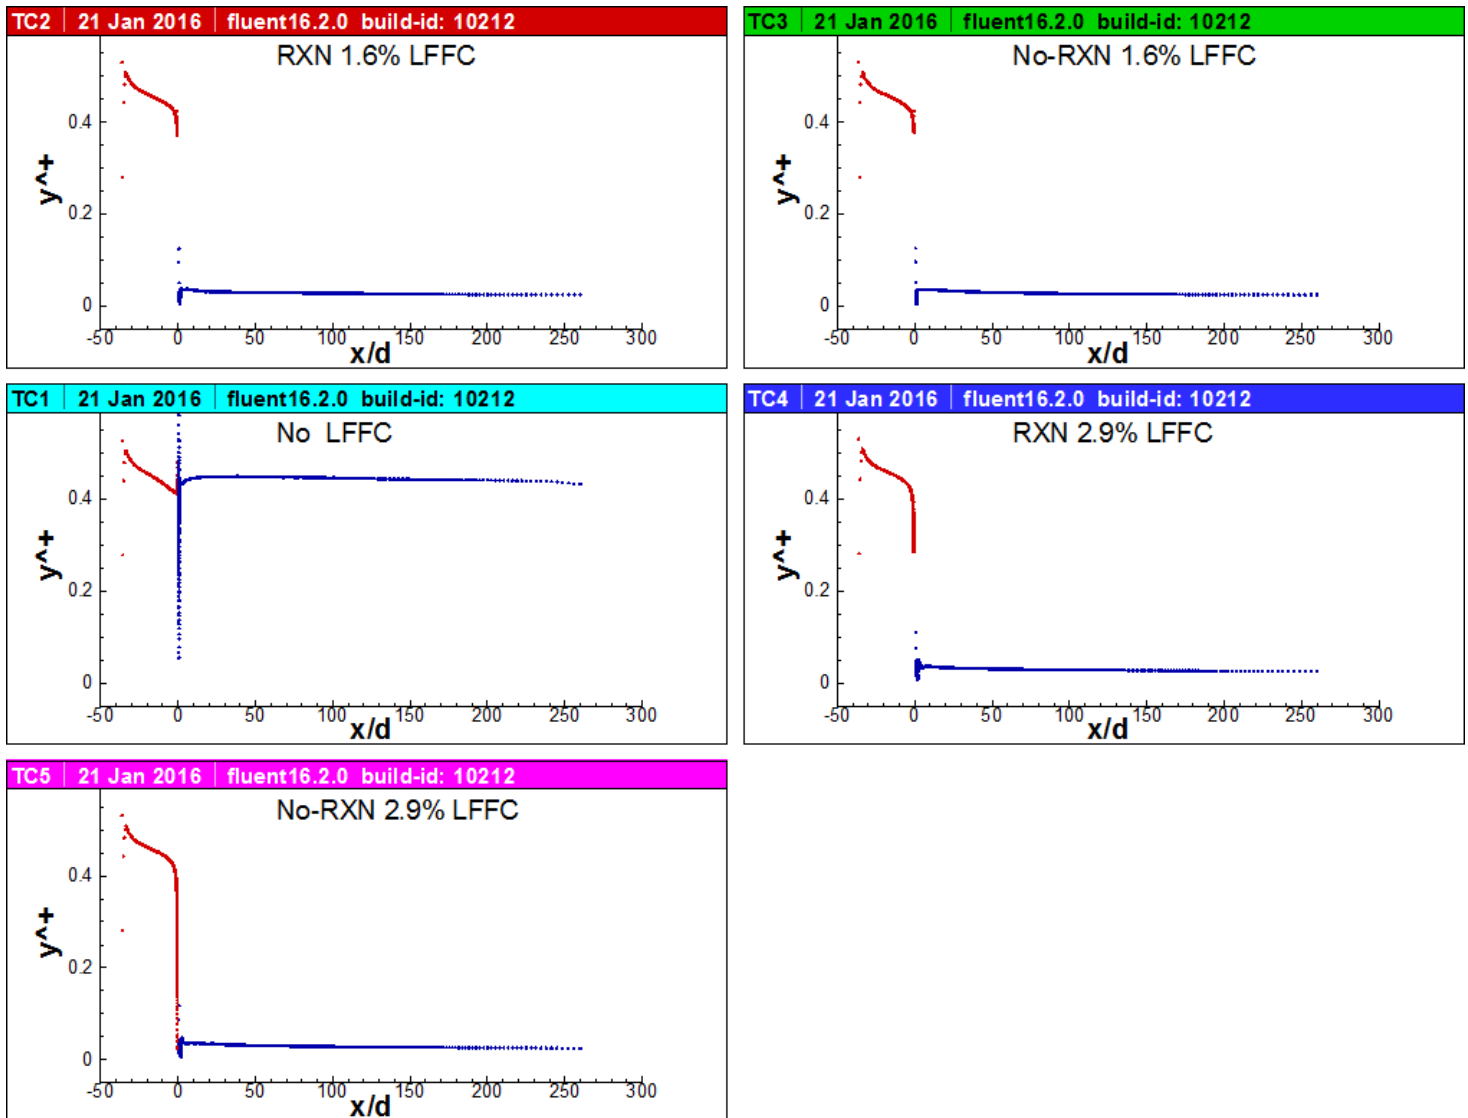 TC2 21 Jan 2016 fluent16.2.0 build-id: 10212
RXN 1.6% LFFC
0.4
0.2
0
y^+
-50 0 50 100 150 200 250 300
x/d
TC3 21 Jan 2016 fluent16.2.0 build-id: 10212
No-RXN 1.6% LFFC
0.4
0.2
0
y^+
-50 0 50 100 150 200 250 300
x/d
TC1 21 Jan 2016 fluent16.2.0 build-id: 10212
No LFFC
0.4
0.2
0
y^+
-50 0 50 100 150 200 250 300
x/d
TC4 21 Jan 2016 fluent16.2.0 build-id: 10212
RXN 2.9% LFFC
0.4
0.2
0
y^+
-50 0 50 100 150 200 250 300
x/d
TC5 21 Jan 2016 fluent16.2.0 build-id: 10212
No-RXN 2.9% LFFC
0.4
0.2
0
y^+
-50 0 50 100 150 200 250 300
x/d